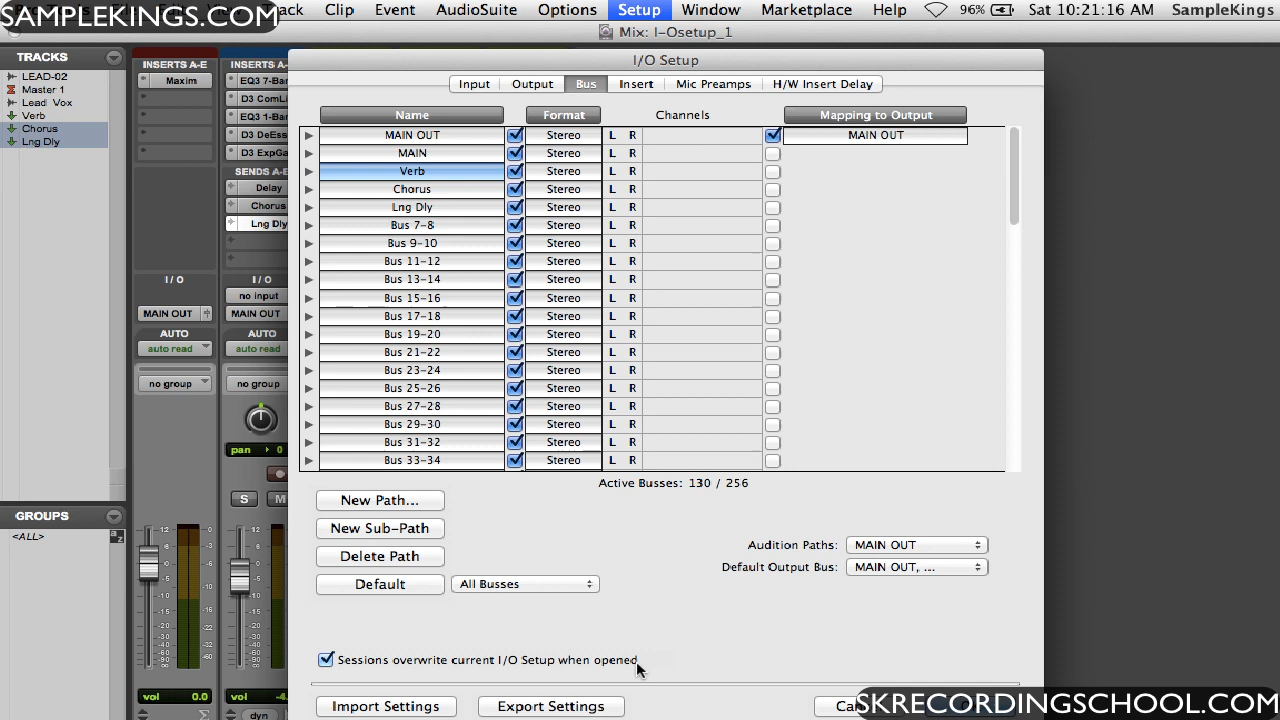 SAMPLEKINGS.COM
Track Clip Event AudioSuite Options Setup Window Marketplace Help 96% Sat 10:21:16 AM SampleKings
Mix: I-Osetup_1
I/O Setup
TRACKS
LEAD-02
Master 1
Lead_Vox
Verb
Chorus
Lng Dly
INSERTS A-E
Maxim
I / O
MAIN OUT
AUTO
auto read
no group
vol 0.0
INSERTS A-E
EQ3 7-Bar
D3 ComLi
EQ3 1-Bar
D3 DeEss
D3 ExpGa
SENDS A-E
Delay
Chorus
Lng Dly
I / O
no input
MAIN OUT
AUTO
auto read
no group
pan 0
S M
vol
dyn
GROUPS
<ALL>
Input Output Bus Insert Mic Preamps H/W Insert Delay
Name Format Channels Mapping to Output
MAIN OUT Stereo L R MAIN OUT
MAIN Stereo L R
Verb Stereo L R
Chorus Stereo L R
Lng Dly Stereo L R
Bus 7-8 Stereo L R
Bus 9-10 Stereo L R
Bus 11-12 Stereo L R
Bus 13-14 Stereo L R
Bus 15-16 Stereo L R
Bus 17-18 Stereo L R
Bus 19-20 Stereo L R
Bus 21-22 Stereo L R
Bus 23-24 Stereo L R
Bus 25-26 Stereo L R
Bus 27-28 Stereo L R
Bus 29-30 Stereo L R
Bus 31-32 Stereo L R
Bus 33-34 Stereo L R
Active Busses: 130 / 256
New Path...
New Sub-Path
Delete Path
Default All Busses
Audition Paths: MAIN OUT
Default Output Bus: MAIN OUT, ...
Sessions overwrite current I/O Setup when opened
Import Settings Export Settings
SKRECORDINGSCHOOL.COM